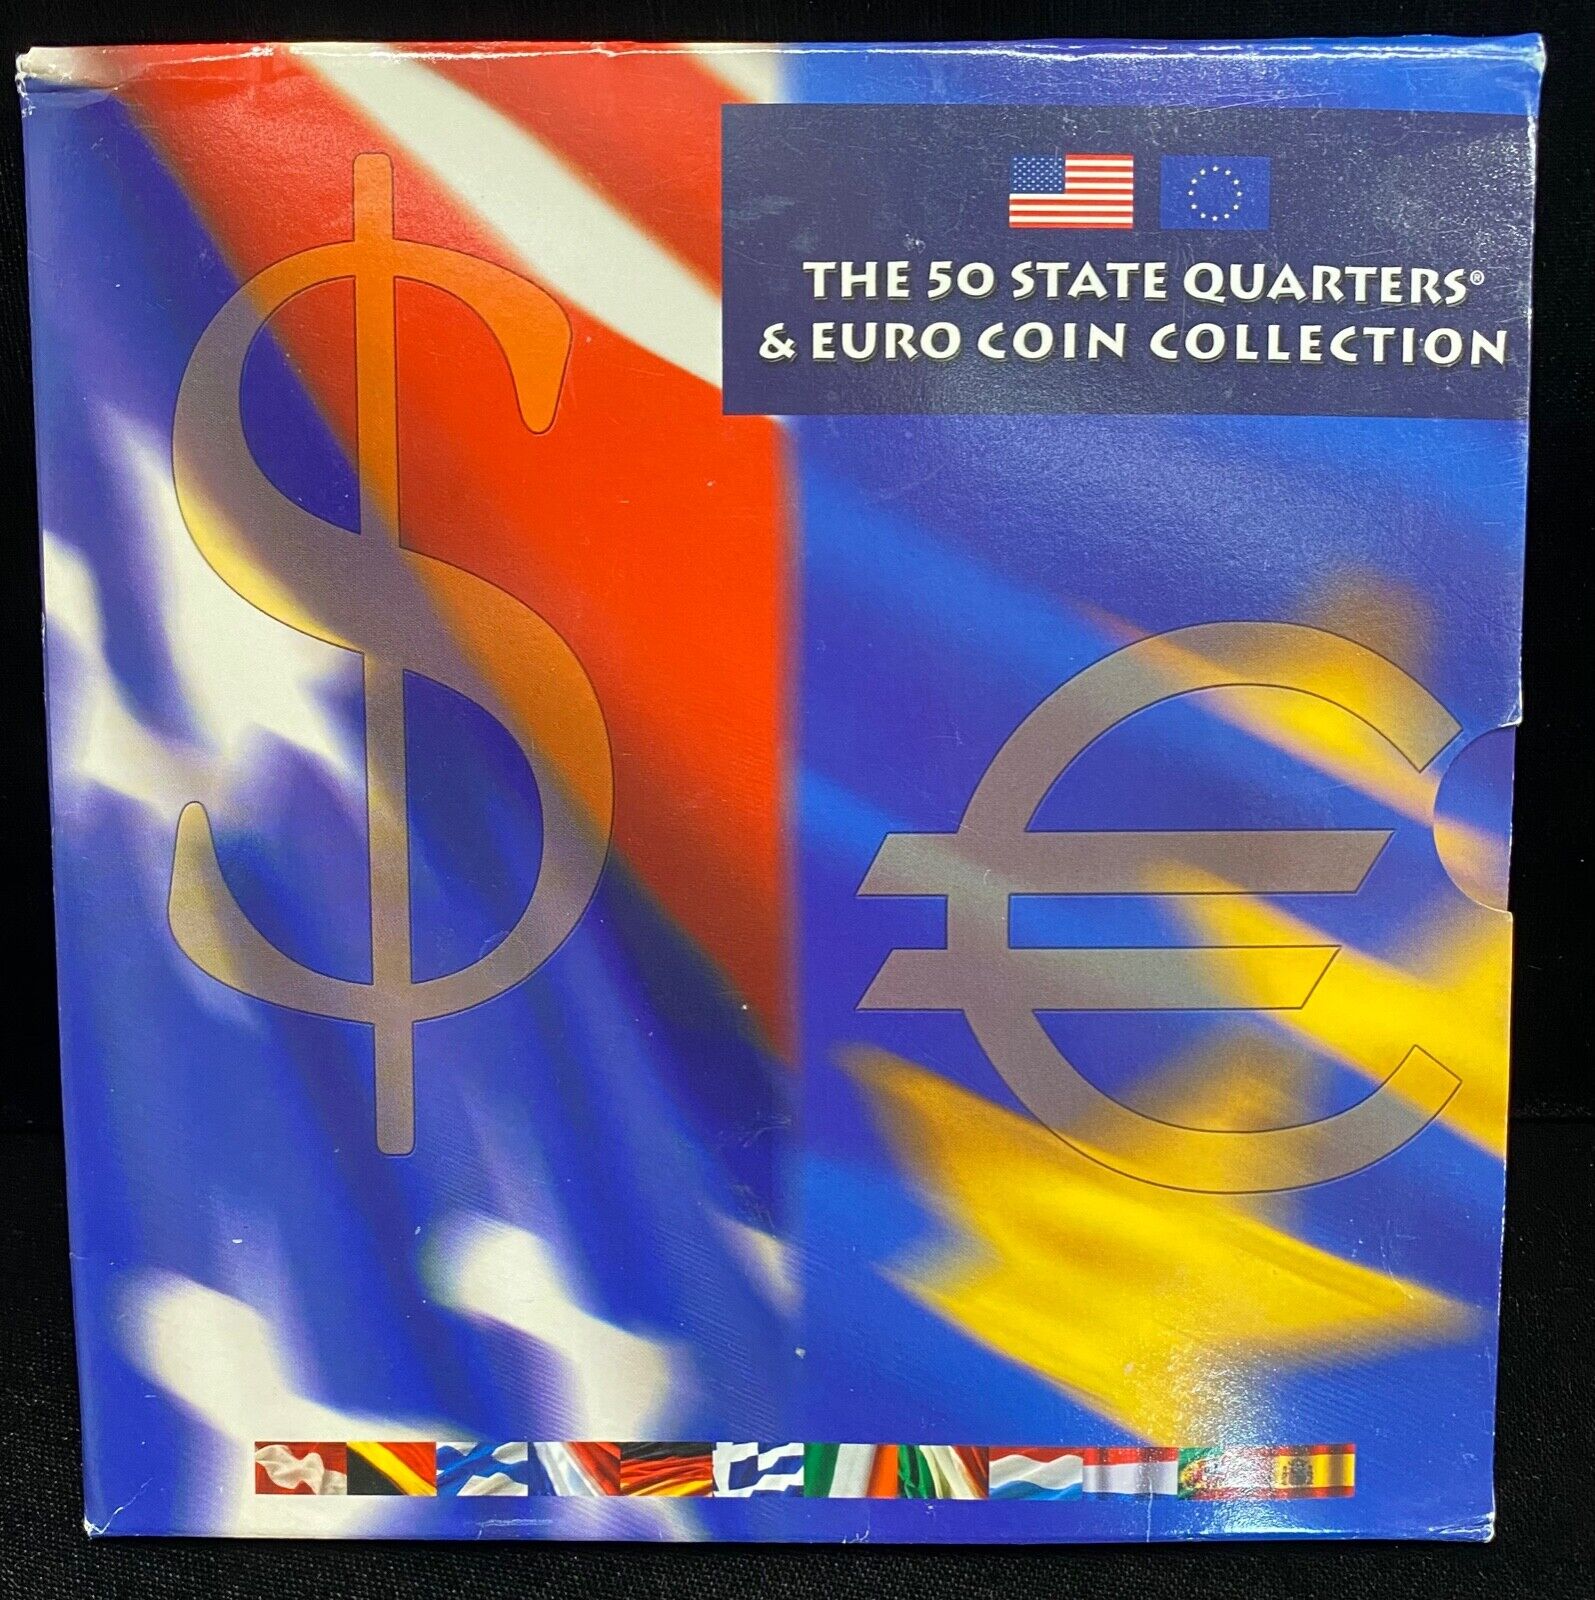 THE 50 STATE QUARTERS®
& EURO COIN COLLECTION
$
€